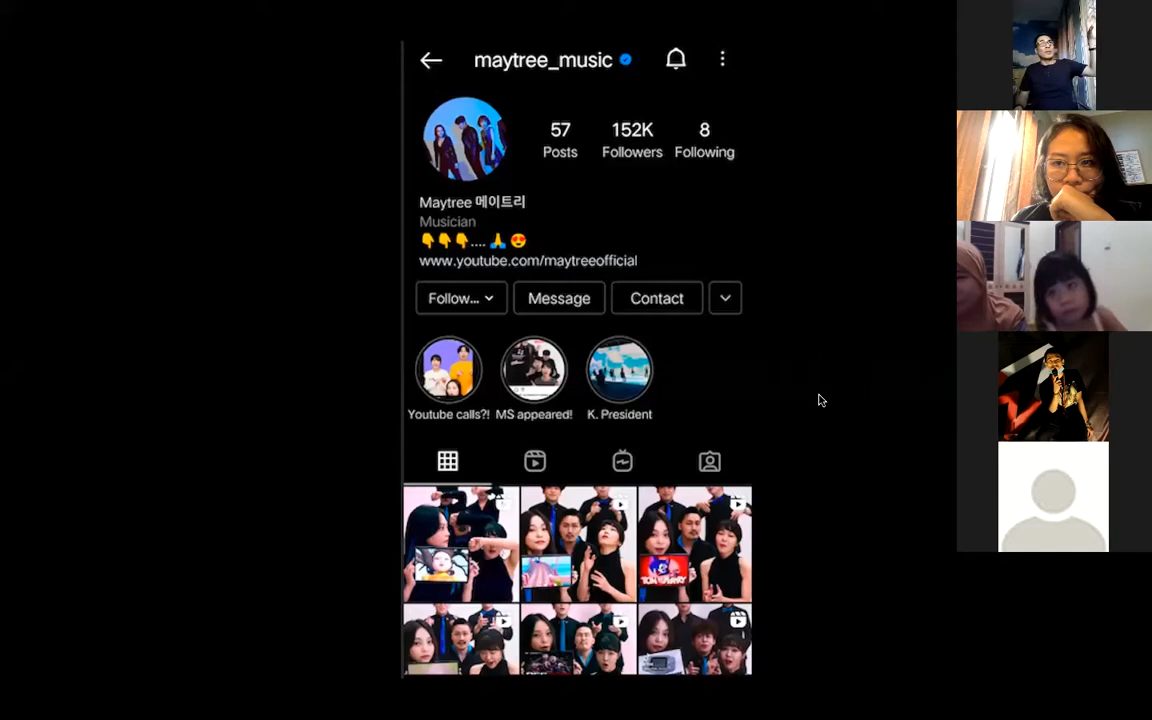 maytree_music
57 152K 8
Posts Followers Following
Maytree 메이트리
Musician
👇👇👇.... 🙏😍
www.youtube.com/maytreeofficial
Follow... Message Contact
Youtube calls?! MS appeared! K. President